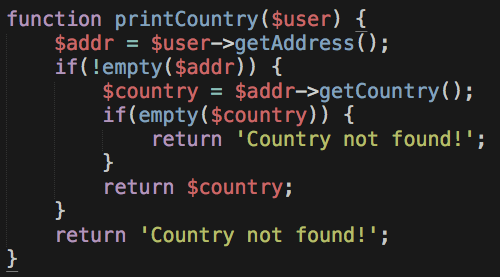 function printCountry($user) {
    $addr = $user->getAddress();
    if(!empty($addr)) {
        $country = $addr->getCountry();
        if(empty($country)) {
            return 'Country not found!';
        }
        return $country;
    }
    return 'Country not found!';
}